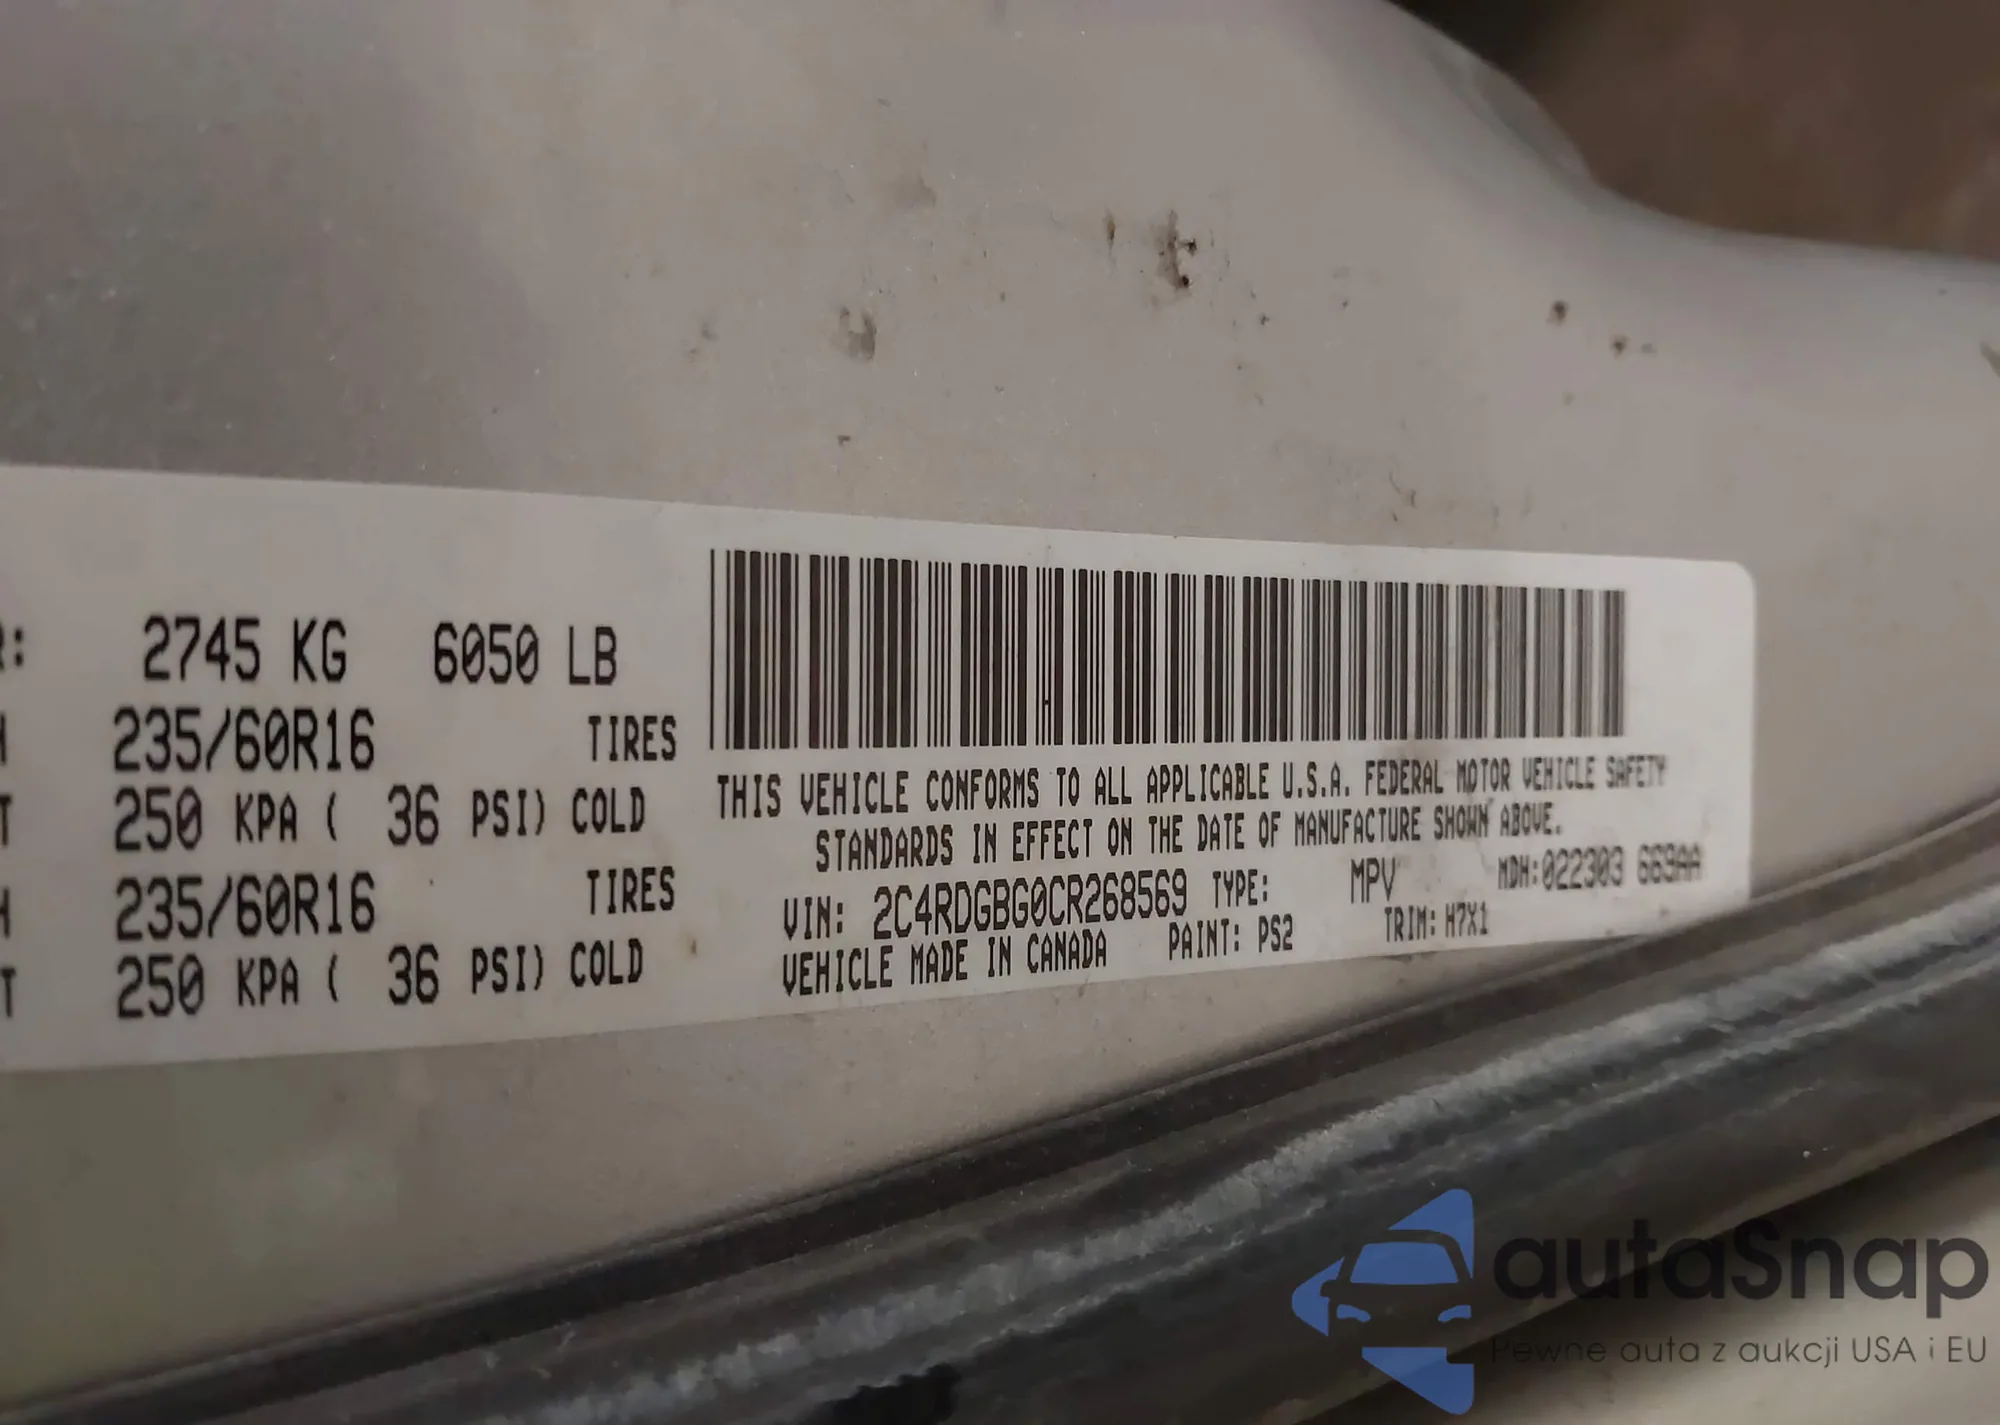 R: 2745 KG 6050 LB
H 235/60R16 TIRES
T 250 KPA ( 36 PSI) COLD
H 235/60R16 TIRES
T 250 KPA ( 36 PSI) COLD
THIS VEHICLE CONFORMS TO ALL APPLICABLE U.S.A. FEDERAL MOTOR VEHICLE SAFETY
STANDARDS IN EFFECT ON THE DATE OF MANUFACTURE SHOWN ABOVE.
VIN: 2C4RDGBG0CR268569 TYPE: MPV MDH:022303 669AA
VEHICLE MADE IN CANADA PAINT: PS2 TRIM: H7X1
autaSnap
Pewne auta z aukcji USA i EU